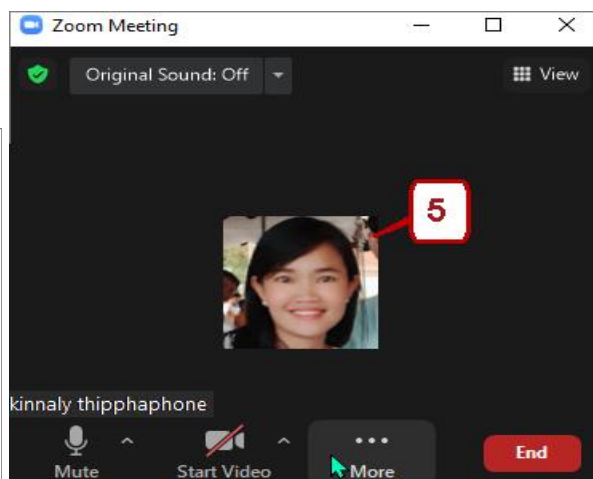 Zoom Meeting
Original Sound: Off
View
5
kinnaly thipphaphone
Mute
Start Video
More
End